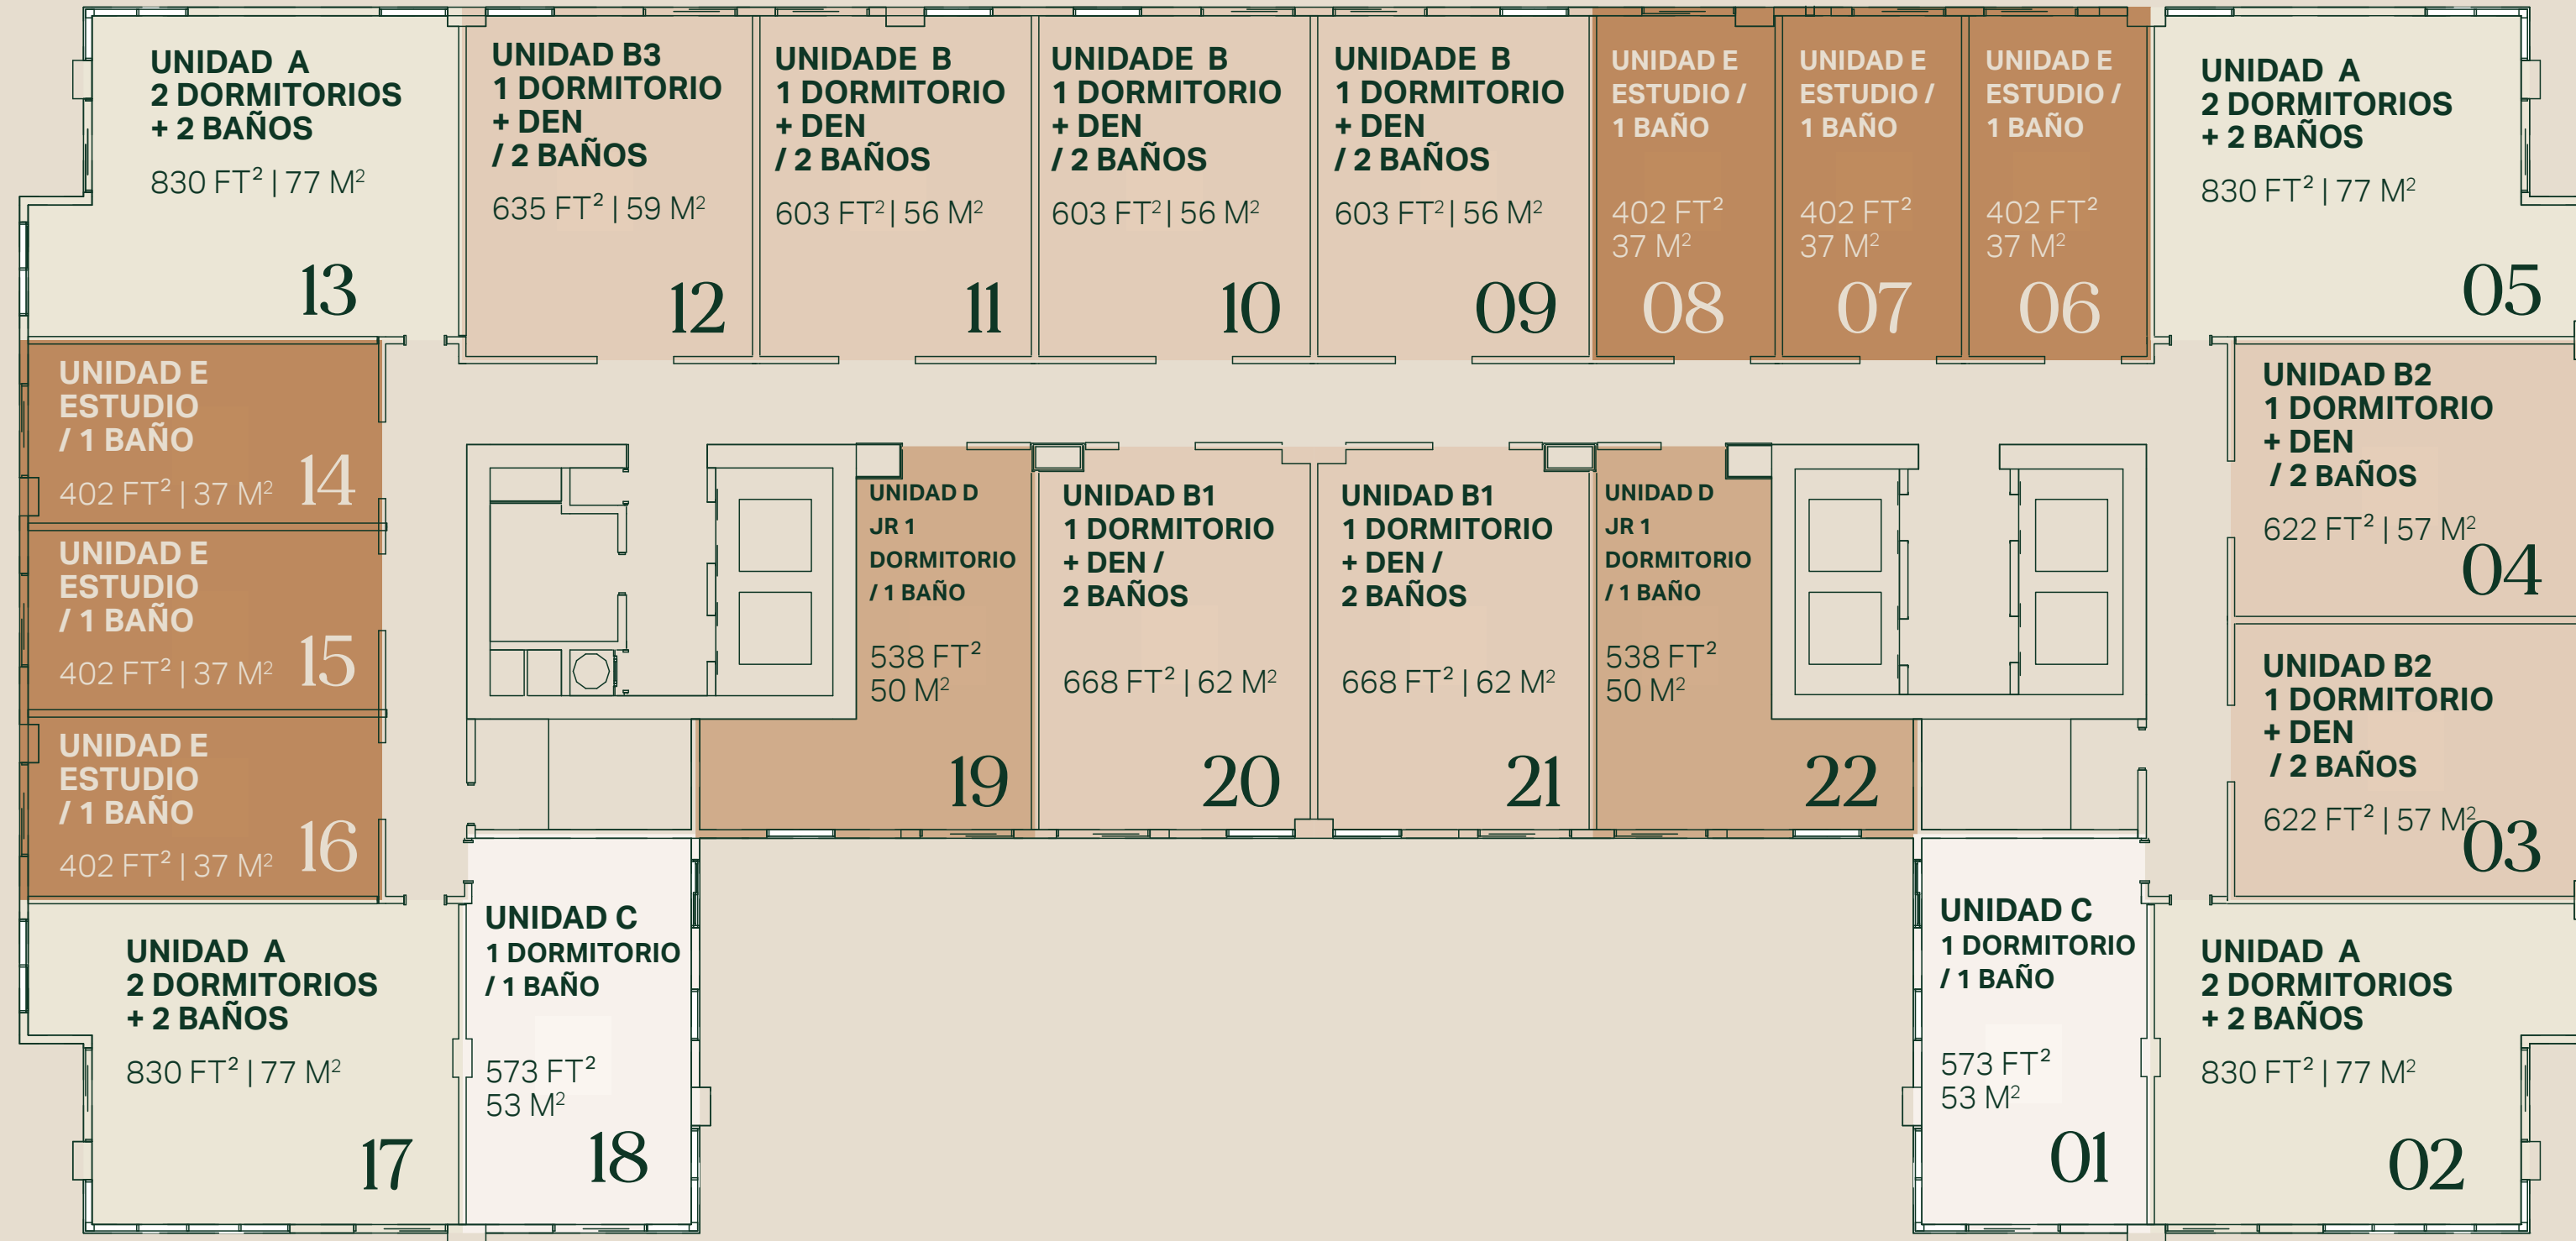 UNIDAD A
2 DORMITORIOS
+ 2 BAÑOS
830 FT² | 77 M²
13
UNIDAD B3
1 DORMITORIO
+ DEN
/ 2 BAÑOS
635 FT² | 59 M²
12
UNIDADE B
1 DORMITORIO
+ DEN
/ 2 BAÑOS
603 FT² | 56 M²
11
UNIDADE B
1 DORMITORIO
+ DEN
/ 2 BAÑOS
603 FT² | 56 M²
10
UNIDADE B
1 DORMITORIO
+ DEN
/ 2 BAÑOS
603 FT² | 56 M²
09
UNIDAD E
ESTUDIO /
1 BAÑO
402 FT²
37 M²
08
UNIDAD E
ESTUDIO /
1 BAÑO
402 FT²
37 M²
07
UNIDAD E
ESTUDIO /
1 BAÑO
402 FT²
37 M²
06
UNIDAD A
2 DORMITORIOS
+ 2 BAÑOS
830 FT² | 77 M²
05
UNIDAD E
ESTUDIO
/ 1 BAÑO
402 FT² | 37 M²
14
UNIDAD E
ESTUDIO
/ 1 BAÑO
402 FT² | 37 M²
15
UNIDAD E
ESTUDIO
/ 1 BAÑO
402 FT² | 37 M²
16
UNIDAD D
JR 1
DORMITORIO
/ 1 BAÑO
538 FT²
50 M²
19
UNIDAD B1
1 DORMITORIO
+ DEN /
2 BAÑOS
668 FT² | 62 M²
20
UNIDAD B1
1 DORMITORIO
+ DEN /
2 BAÑOS
668 FT² | 62 M²
21
UNIDAD D
JR 1
DORMITORIO
/ 1 BAÑO
538 FT²
50 M²
22
UNIDAD B2
1 DORMITORIO
+ DEN
/ 2 BAÑOS
622 FT² | 57 M²
04
UNIDAD B2
1 DORMITORIO
+ DEN
/ 2 BAÑOS
622 FT² | 57 M²
03
UNIDAD A
2 DORMITORIOS
+ 2 BAÑOS
830 FT² | 77 M²
17
UNIDAD C
1 DORMITORIO
/ 1 BAÑO
573 FT²
53 M²
18
UNIDAD C
1 DORMITORIO
/ 1 BAÑO
573 FT²
53 M²
01
UNIDAD A
2 DORMITORIOS
+ 2 BAÑOS
830 FT² | 77 M²
02